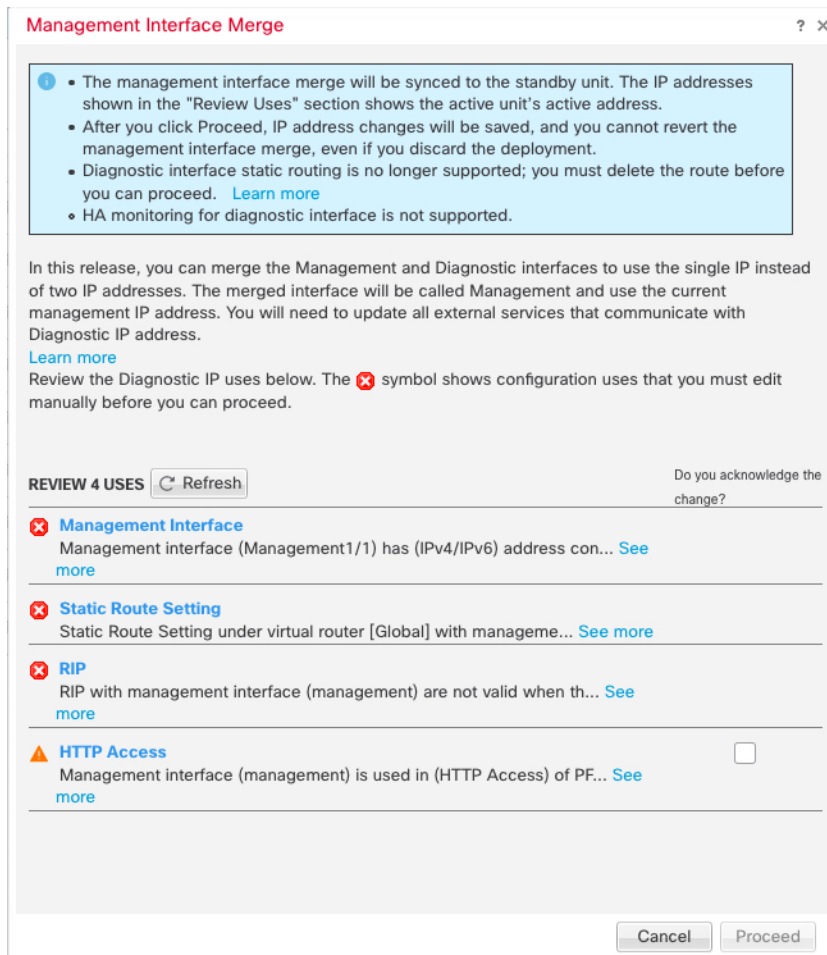 Management Interface Merge ? ×
• The management interface merge will be synced to the standby unit. The IP addresses
shown in the "Review Uses" section shows the active unit's active address.
• After you click Proceed, IP address changes will be saved, and you cannot revert the
management interface merge, even if you discard the deployment.
• Diagnostic interface static routing is no longer supported; you must delete the route before
you can proceed. Learn more
• HA monitoring for diagnostic interface is not supported.
In this release, you can merge the Management and Diagnostic interfaces to use the single IP instead
of two IP addresses. The merged interface will be called Management and use the current
management IP address. You will need to update all external services that communicate with
Diagnostic IP address.
Learn more
Review the Diagnostic IP uses below. The symbol shows configuration uses that you must edit
manually before you can proceed.
REVIEW 4 USES Refresh
Do you acknowledge the
change?
Management Interface
Management interface (Management1/1) has (IPv4/IPv6) address con... See
more
Static Route Setting
Static Route Setting under virtual router [Global] with manageme... See more
RIP
RIP with management interface (management) are not valid when th... See
more
HTTP Access
Management interface (management) is used in (HTTP Access) of PF... See
more
Cancel Proceed